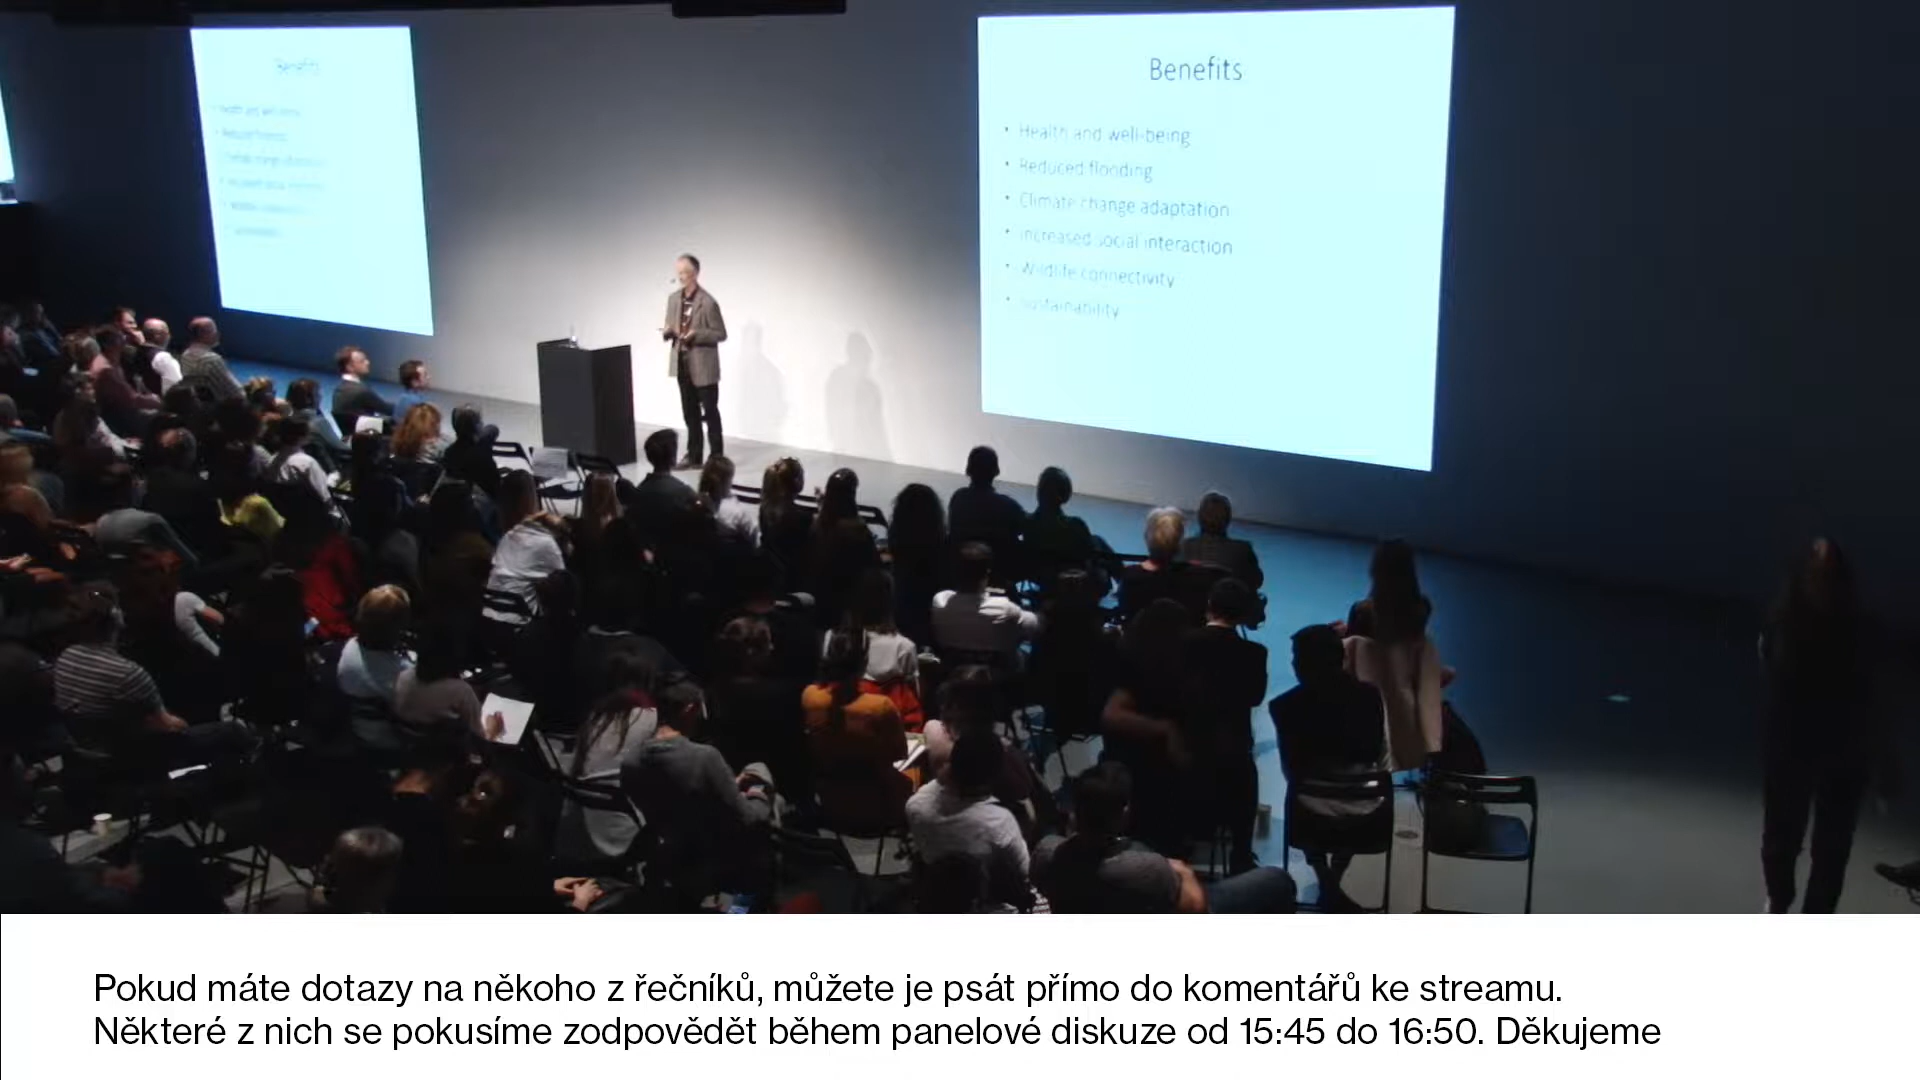 Benefits
Benefits
• Health and well-being
• Reduced flooding
• Climate change adaptation
• Increased social interaction
• Wildlife connectivity
• Sustainability
Pokud máte dotazy na někoho z řečníků, můžete je psát přímo do komentářů ke streamu.
Některé z nich se pokusíme zodpovědět během panelové diskuze od 15:45 do 16:50. Děkujeme